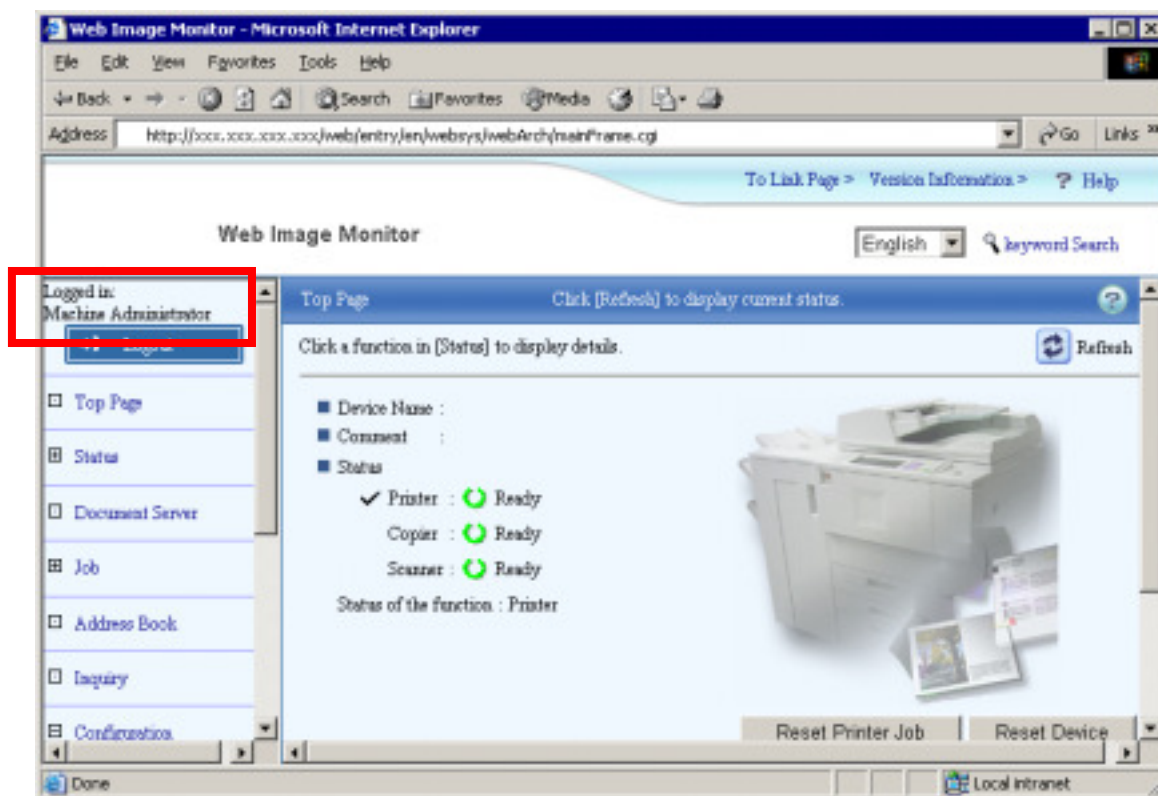 Web Image Monitor - Microsoft Internet Explorer
File Edit View Favorites Tools Help
Back Search Favorites Media
Address http://xxx.xxx.xxx.xxx/web/entry/en/websys/webArch/mainFrame.cgi Go Links »
To Link Page > Version Information > ? Help
Web Image Monitor
English keyword Search
Logged in:
Machine Administrator
Top Page Click [Refresh] to display current status. ?
Click a function in [Status] to display details. Refresh
Top Page
Status
Document Server
Job
Address Book
Inquiry
Configuration
Device Name :
Comment :
Status
Printer : Ready
Copier : Ready
Scanner : Ready
Status of the function : Printer
Reset Printer Job Reset Device
Done Local intranet